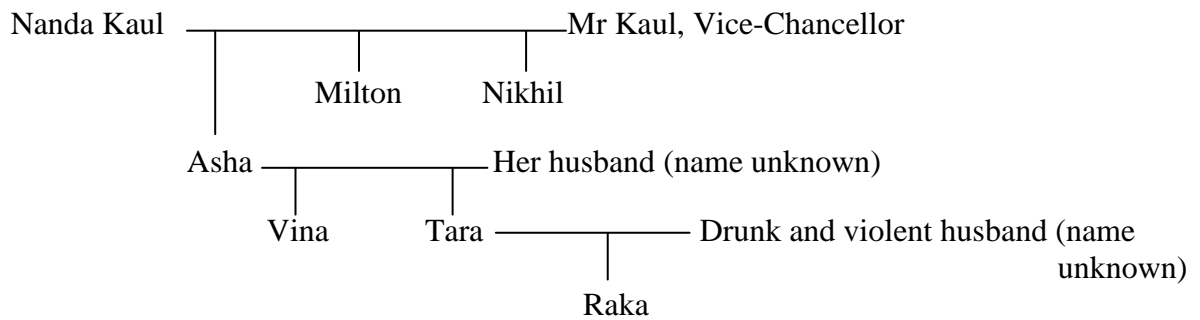 Nanda Kaul Mr Kaul, Vice-Chancellor
Milton Nikhil
Asha Her husband (name unknown)
Vina Tara Drunk and violent husband (name
unknown)
Raka